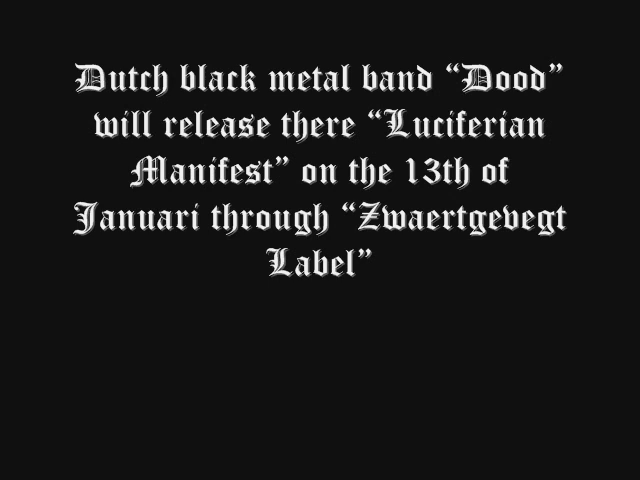 Dutch black metal band “Dood”
will release there “Luciferian
Manifest” on the 13th of
Januari through “Zwaertgevegt
Label”